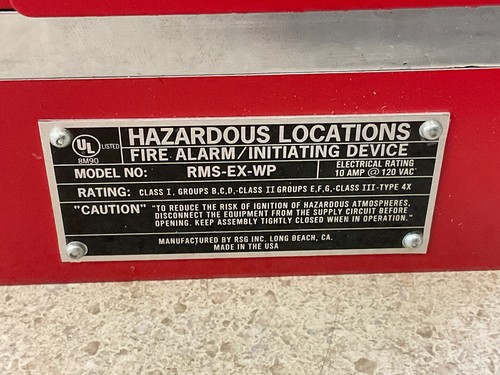 UL LISTED
8M90
HAZARDOUS LOCATIONS
FIRE ALARM/INITIATING DEVICE
MODEL NO: RMS-EX-WP
ELECTRICAL RATING
10 AMP @ 120 VAC
RATING: CLASS I, GROUPS B,C,D,-CLASS II GROUPS E,F,G,-CLASS III-TYPE 4X
"CAUTION" "TO REDUCE THE RISK OF IGNITION OF HAZARDOUS ATMOSPHERES,
DISCONNECT THE EQUIPMENT FROM THE SUPPLY CIRCUIT BEFORE
OPENING. KEEP ASSEMBLY TIGHTLY CLOSED WHEN IN OPERATION."
MANUFACTURED BY RSG INC. LONG BEACH, CA.
MADE IN THE USA